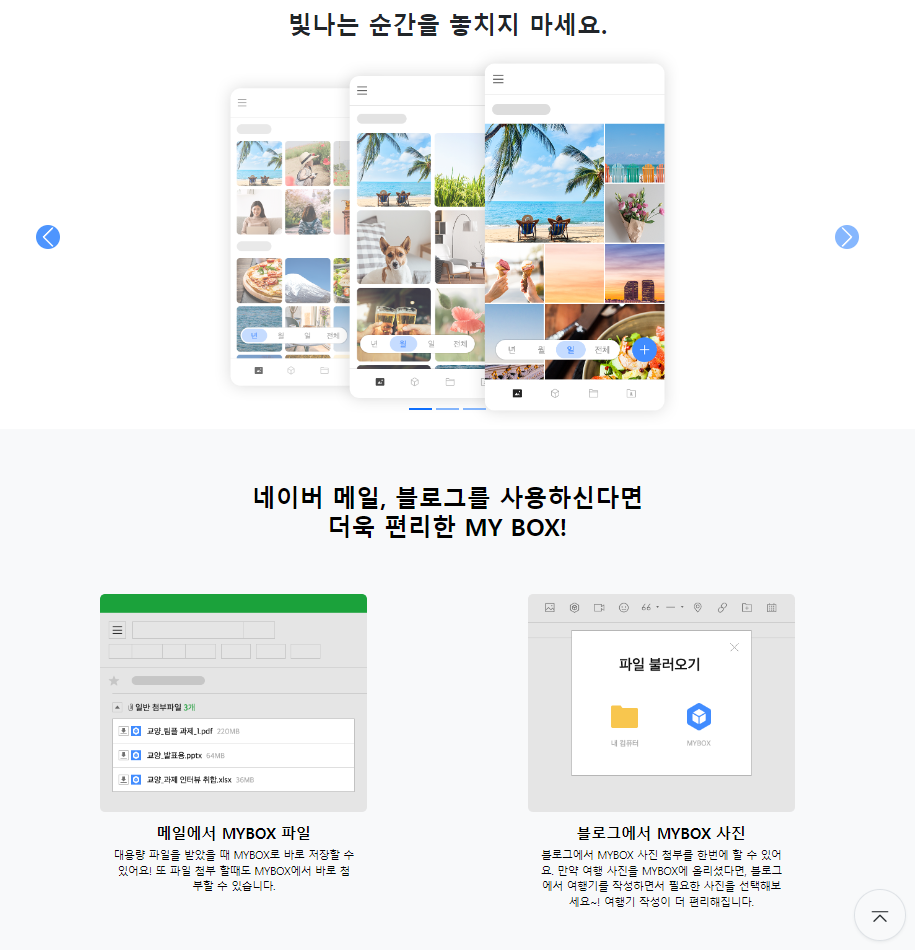 빛나는 순간을 놓치지 마세요.
년 월 일 전체
년 월 일 전체
년 월 일 전체
네이버 메일, 블로그를 사용하신다면
더욱 편리한 MY BOX!
일반 첨부파일 3개
교양_팀플 과제_1.pdf 220MB
교양_발표용.pptx 64MB
교양_과제 인터뷰 취합.xlsx 36MB
메일에서 MYBOX 파일
대용량 파일을 받았을 때 MYBOX로 바로 저장할 수
있어요! 또 파일 첨부 할때도 MYBOX에서 바로 첨
부할 수 있습니다.
파일 불러오기
내 컴퓨터
MYBOX
블로그에서 MYBOX 사진
블로그에서 MYBOX 사진 첨부를 한번에 할 수 있어
요. 만약 여행 사진을 MYBOX에 올리셨다면, 블로그
에서 여행기를 작성하면서 필요한 사진을 선택해보
세요~! 여행기 작성이 더 편리해집니다.